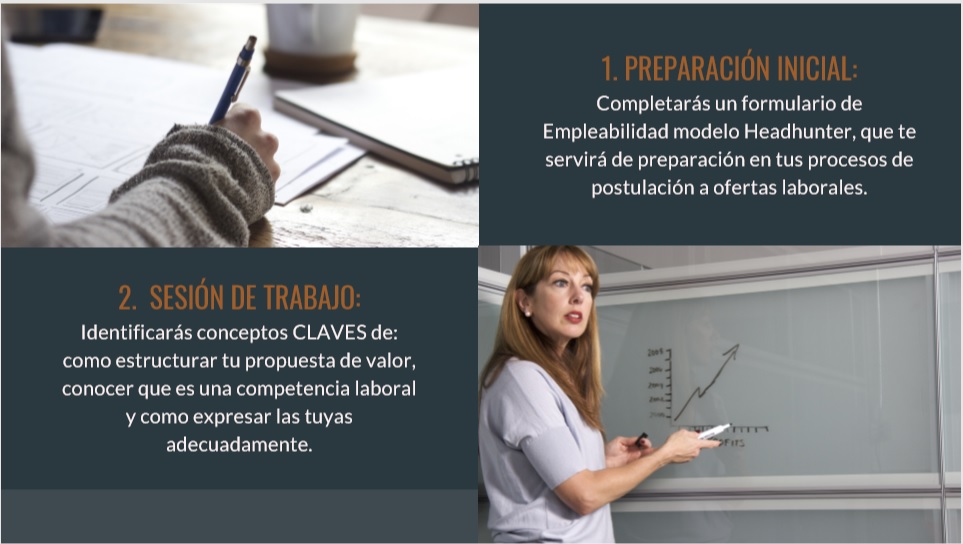 1. PREPARACIÓN INICIAL:
Completarás un formulario de
Empleabilidad modelo Headhunter, que te
servirá de preparación en tus procesos de
postulación a ofertas laborales.
2. SESIÓN DE TRABAJO:
Identificarás conceptos CLAVES de:
como estructurar tu propuesta de valor,
conocer que es una competencia laboral
y como expresar las tuyas
adecuadamente.